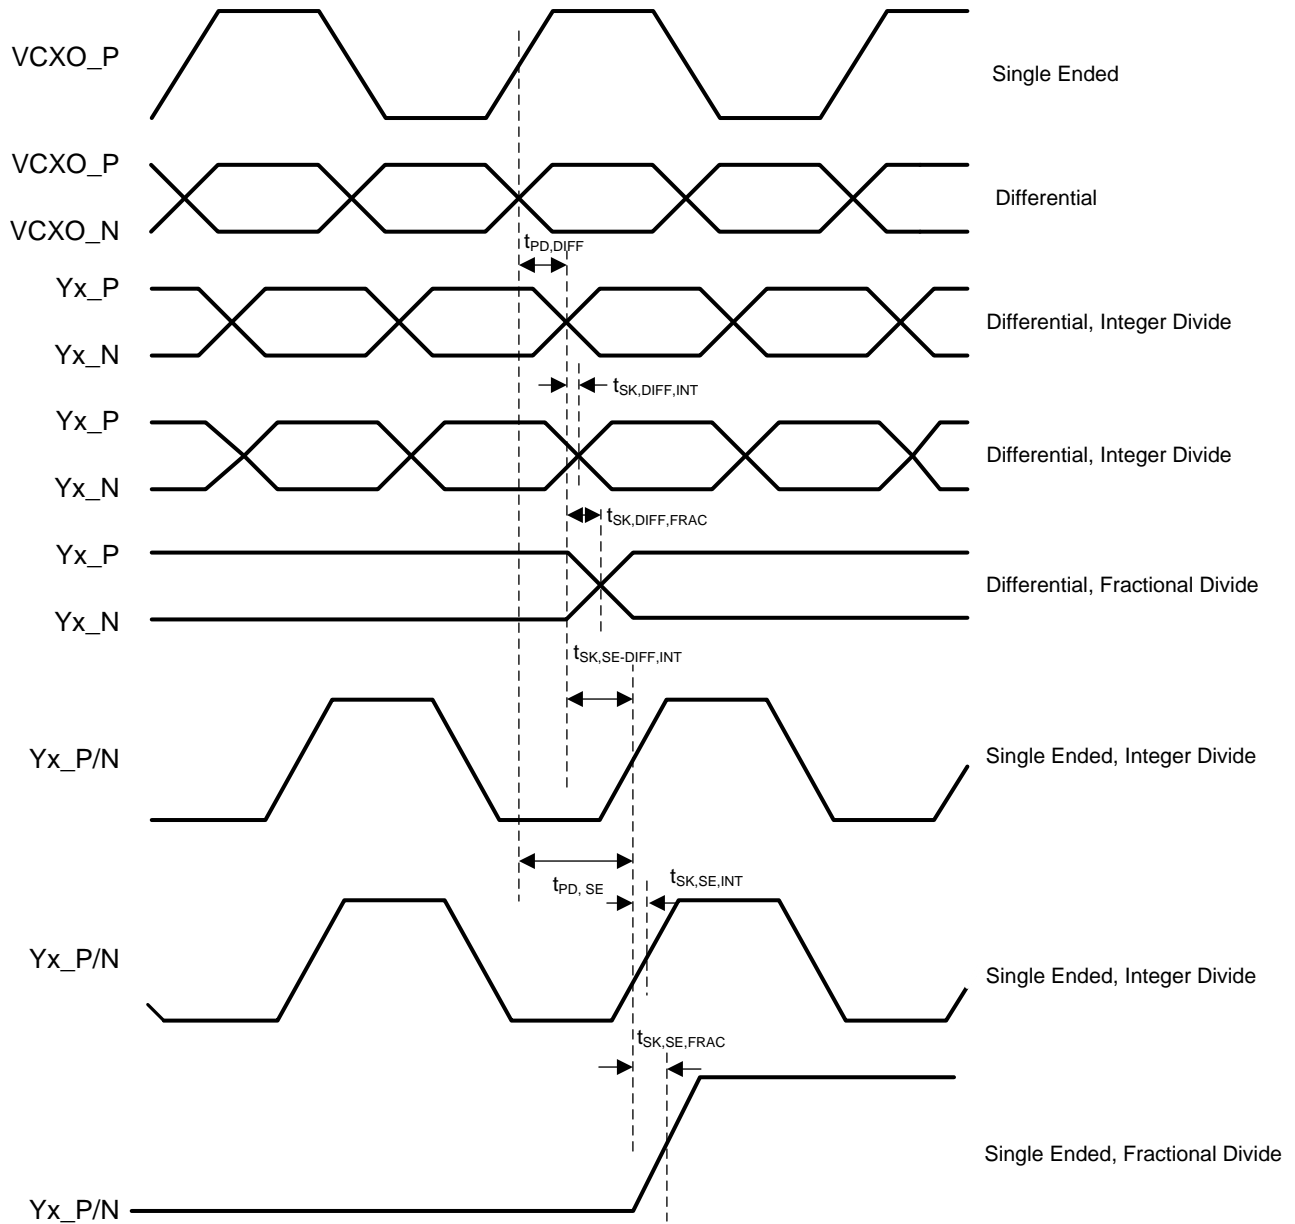 VCXO_P
Single Ended
VCXO_P
VCXO_N
Differential
tPD,DIFF
Yx_P
Yx_N
Differential, Integer Divide
tSK,DIFF,INT
Yx_P
Yx_N
Differential, Integer Divide
tSK,DIFF,FRAC
Yx_P
Yx_N
Differential, Fractional Divide
tSK,SE-DIFF,INT
Yx_P/N
Single Ended, Integer Divide
tPD, SE
tSK,SE,INT
Yx_P/N
Single Ended, Integer Divide
tSK,SE,FRAC
Yx_P/N
Single Ended, Fractional Divide